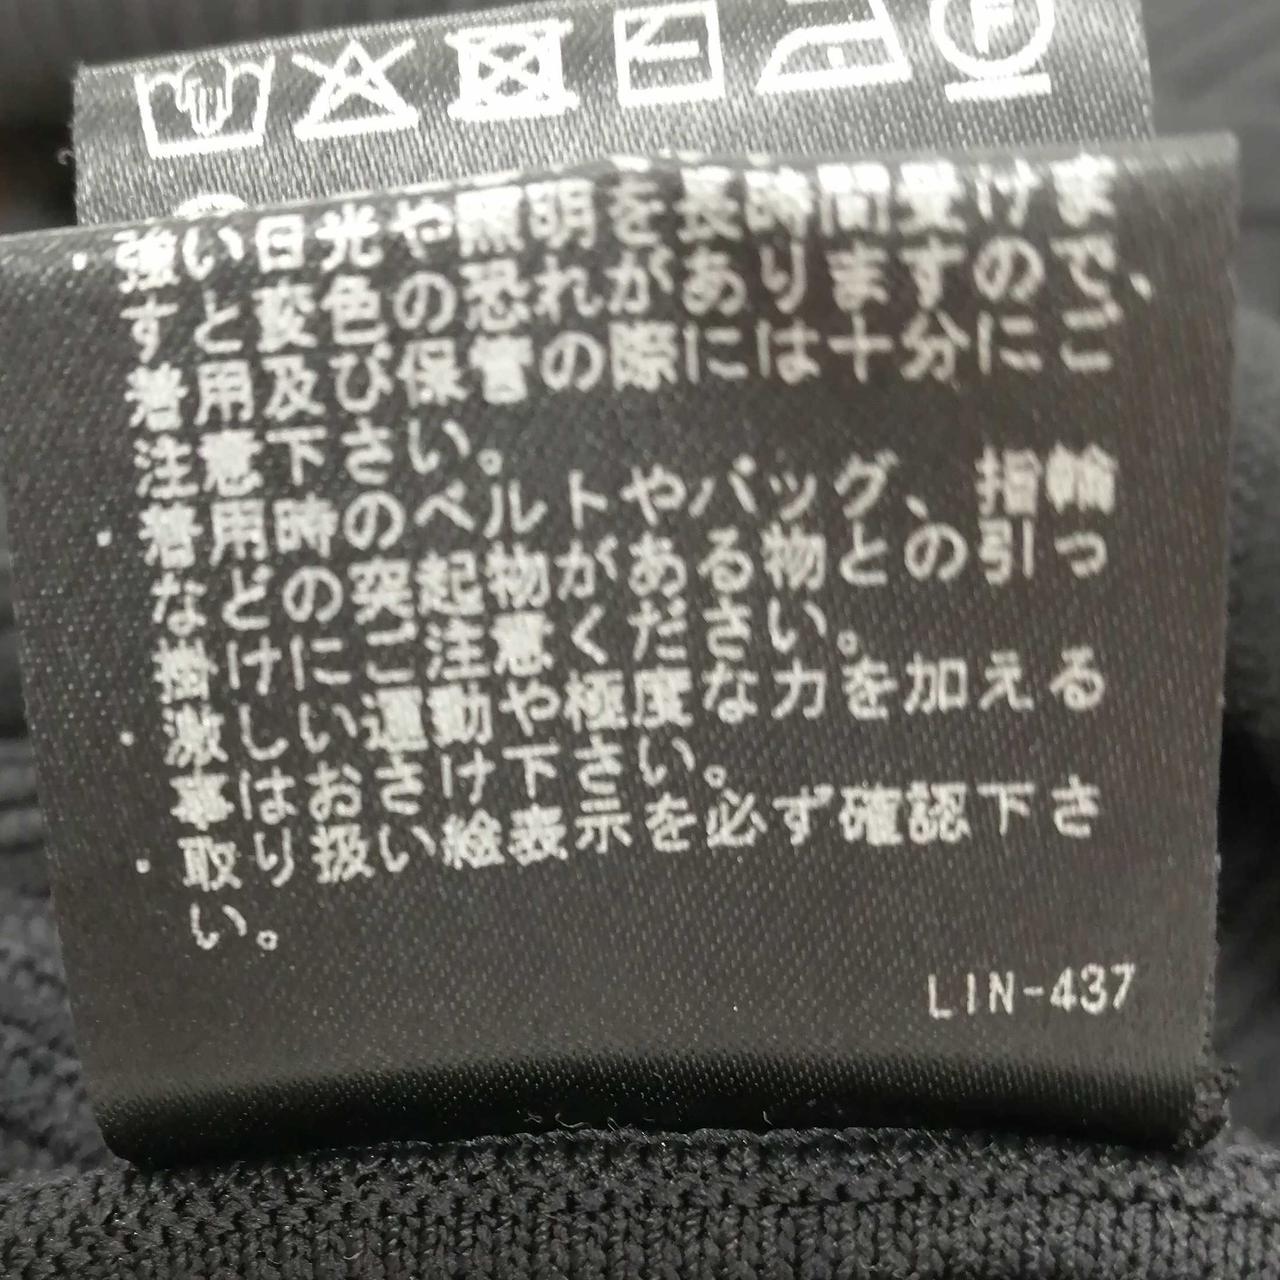 ・強い日光や照明を長時間受けま
すと変色の恐れがありますので、
着用及び保管の際には十分にご
注意下さい。
・着用時のベルトやバッグ、指輪
などの突起物がある物との引っ
掛けにご注意ください。
・激しい運動や極度な力を加える
事はおさけ下さい。
・取り扱い絵表示を必ず確認下さ
い。
LIN-437